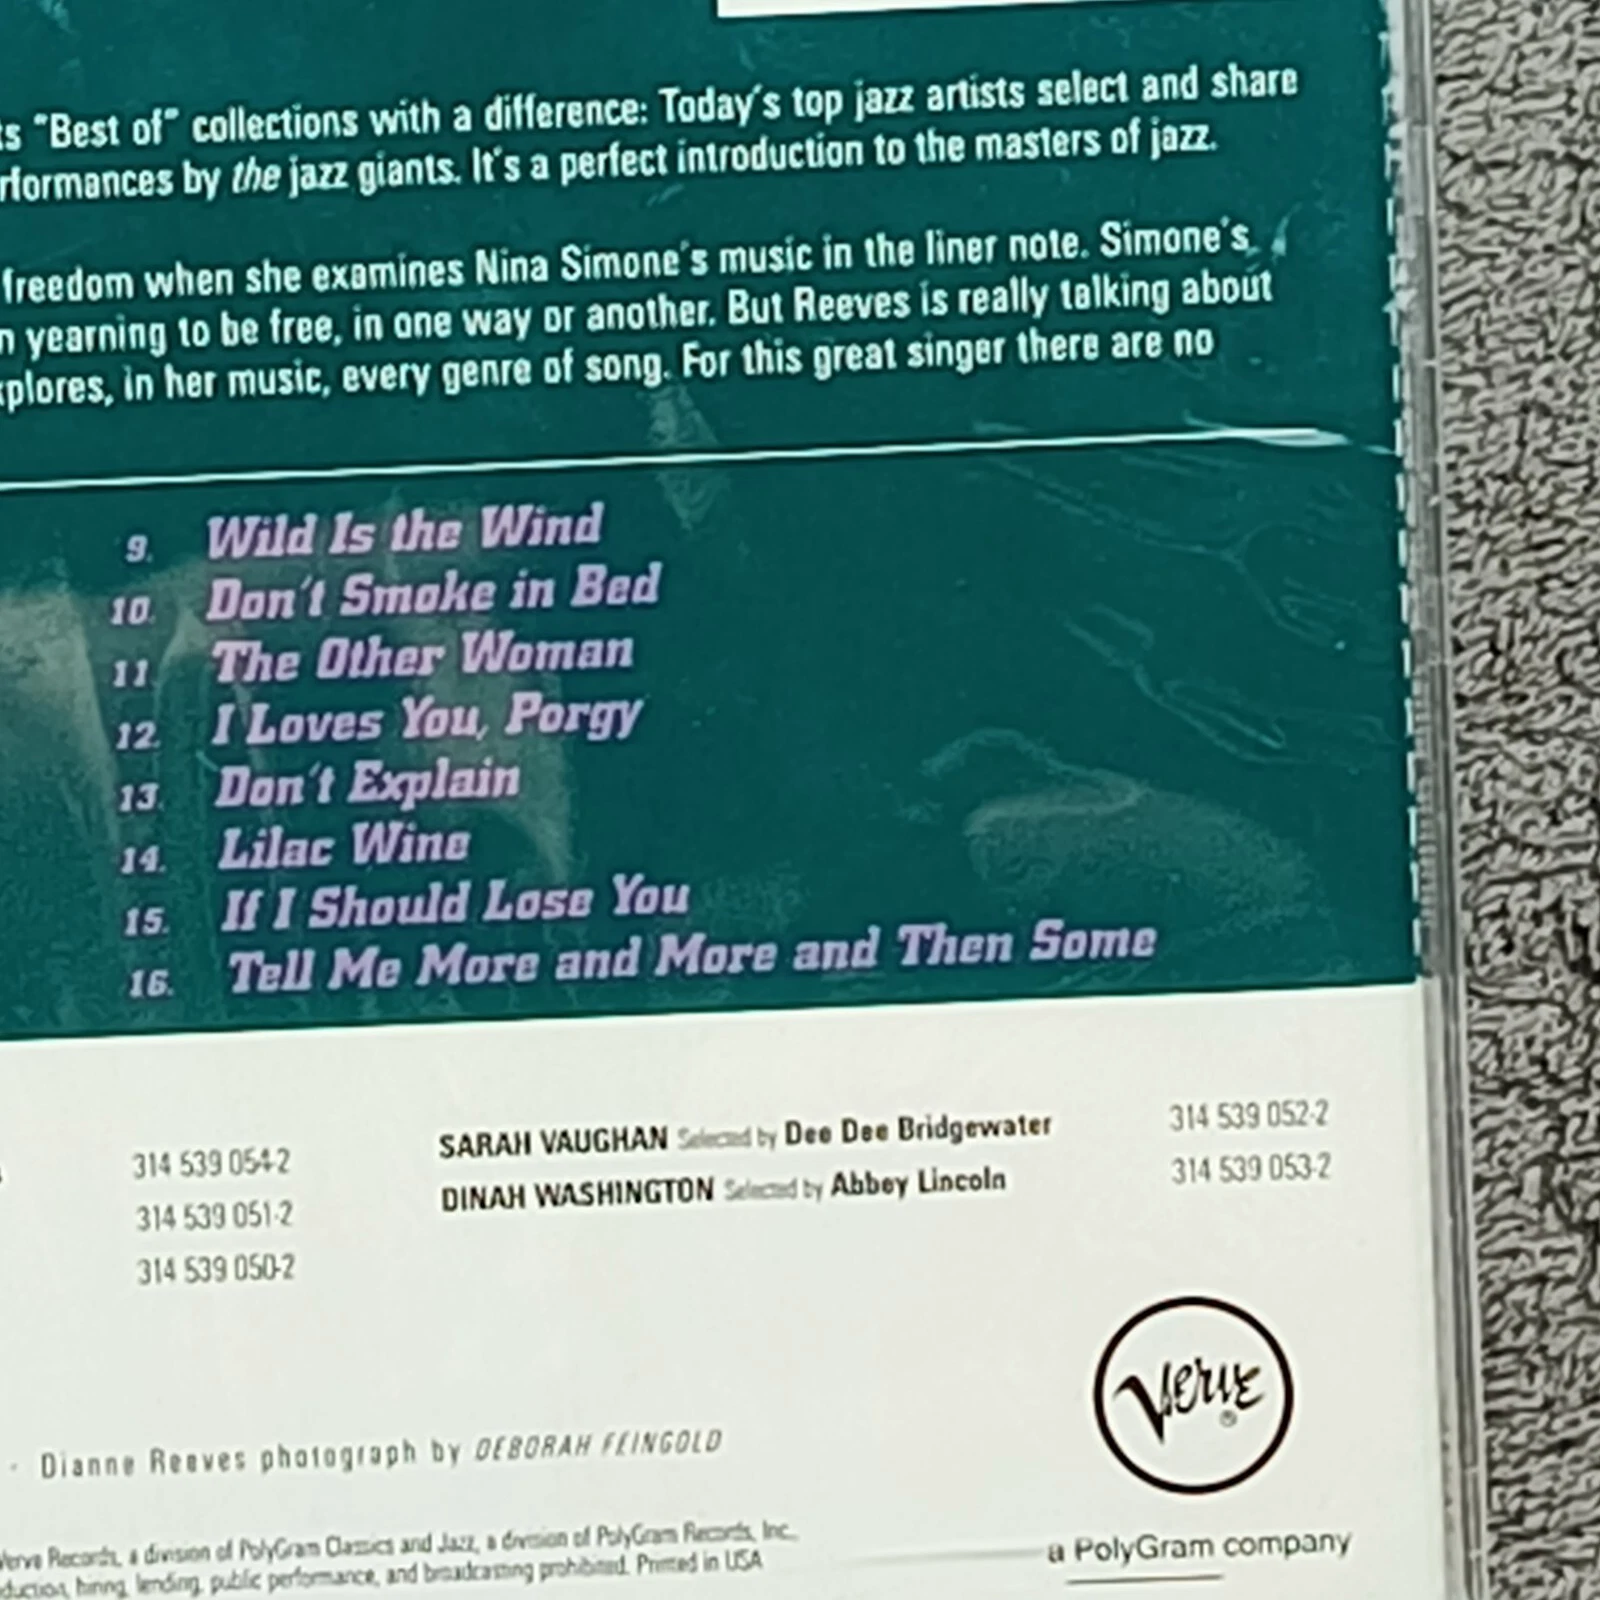 "Best of" collections with a difference: Today's top jazz artists select and share
by the jazz giants. It's a perfect introduction to the masters of jazz.
freedom when she examines Nina Simone's music in the liner note. Simone's
yearning to be free, in one way or another. But Reeves is really talking about
in her music, every genre of song. For this great singer there are no
9. Wild Is the Wind
10. Don't Smoke in Bed
11. The Other Woman
12. I Loves You, Porgy
13. Don't Explain
14. Lilac Wine
15. If I Should Lose You
16. Tell Me More and More and Then Some
314 539 054-2
314 539 051-2
314 539 050-2
SARAH VAUGHAN Selected by Dee Dee Bridgewater 314 539 052-2
DINAH WASHINGTON Selected by Abbey Lincoln 314 539 053-2
Verve ®
· Dianne Reeves photograph by DEBORAH FEINGOLD
Verve Records, a division of PolyGram Classics and Jazz, a division of PolyGram Records, Inc.,
hiring, lending, public performance, and broadcasting prohibited. Printed in USA
a PolyGram company